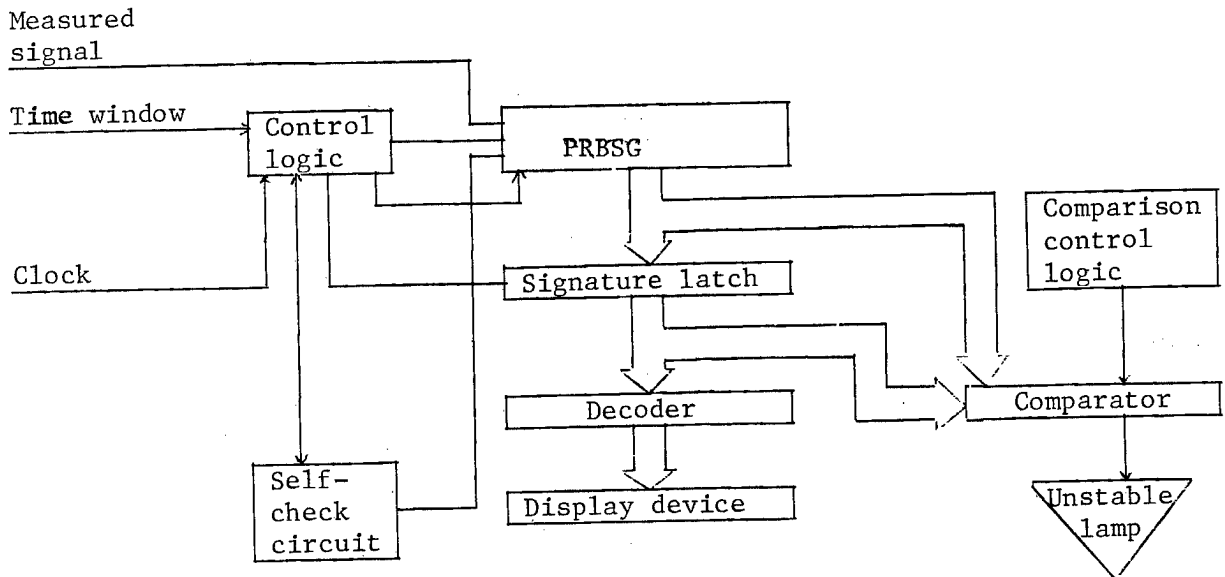 Measured
signal
Time window
Control
logic
PRBSG
Comparison
control
logic
Clock
Signature latch
Decoder
Comparator
Self-
check
circuit
Display device
Unstable
lamp